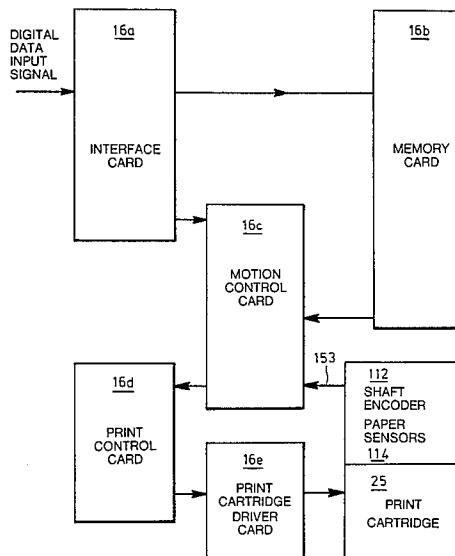 DIGITAL
DATA
INPUT
SIGNAL
16a
INTERFACE
CARD
16b
MEMORY
CARD
16c
MOTION
CONTROL
CARD
153
16d
PRINT
CONTROL
CARD
16e
PRINT
CARTRIDGE
DRIVER
CARD
112
SHAFT
ENCODER
PAPER
SENSORS
114
25
PRINT
CARTRIDGE